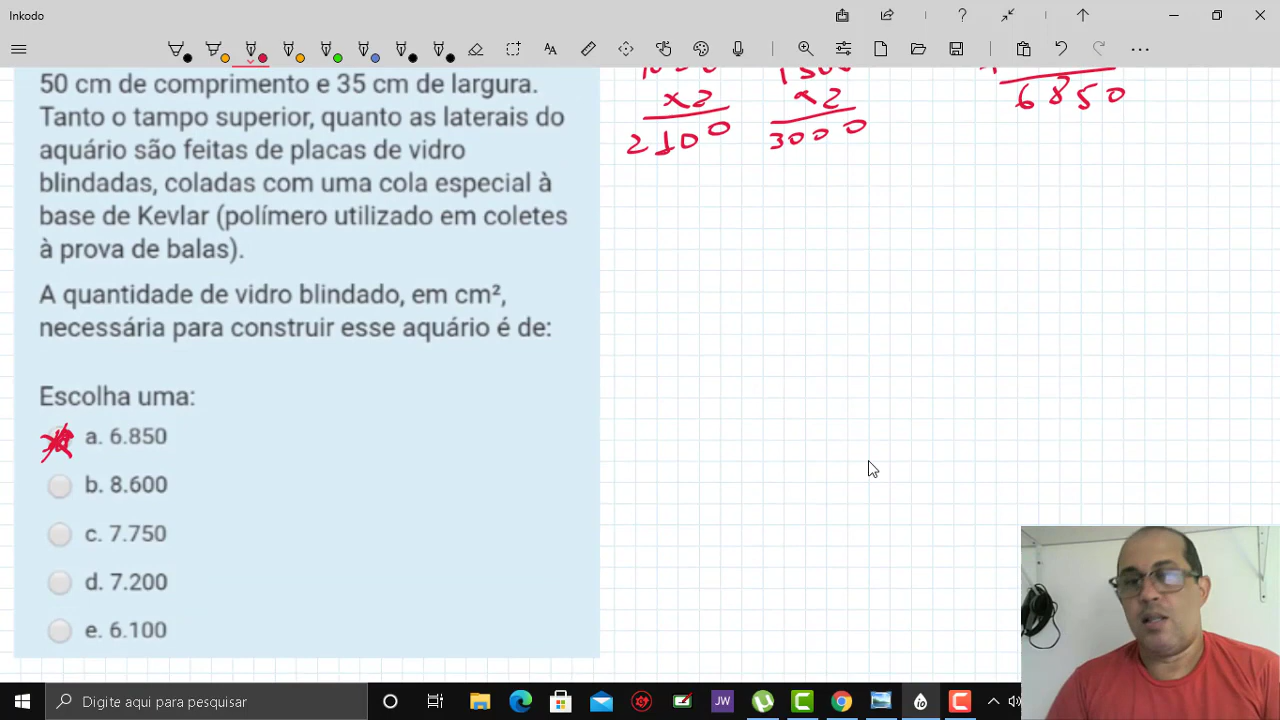 Inkodo
50 cm de comprimento e 35 cm de largura.
Tanto o tampo superior, quanto as laterais do
aquário são feitas de placas de vidro
blindadas, coladas com uma cola especial à
base de Kevlar (polímero utilizado em coletes
à prova de balas).
A quantidade de vidro blindado, em cm²,
necessária para construir esse aquário é de:
Escolha uma:
a. 6.850
b. 8.600
c. 7.750
d. 7.200
e. 6.100
x2
2100
x2
3000
6850
Digite aqui para pesquisar
JW